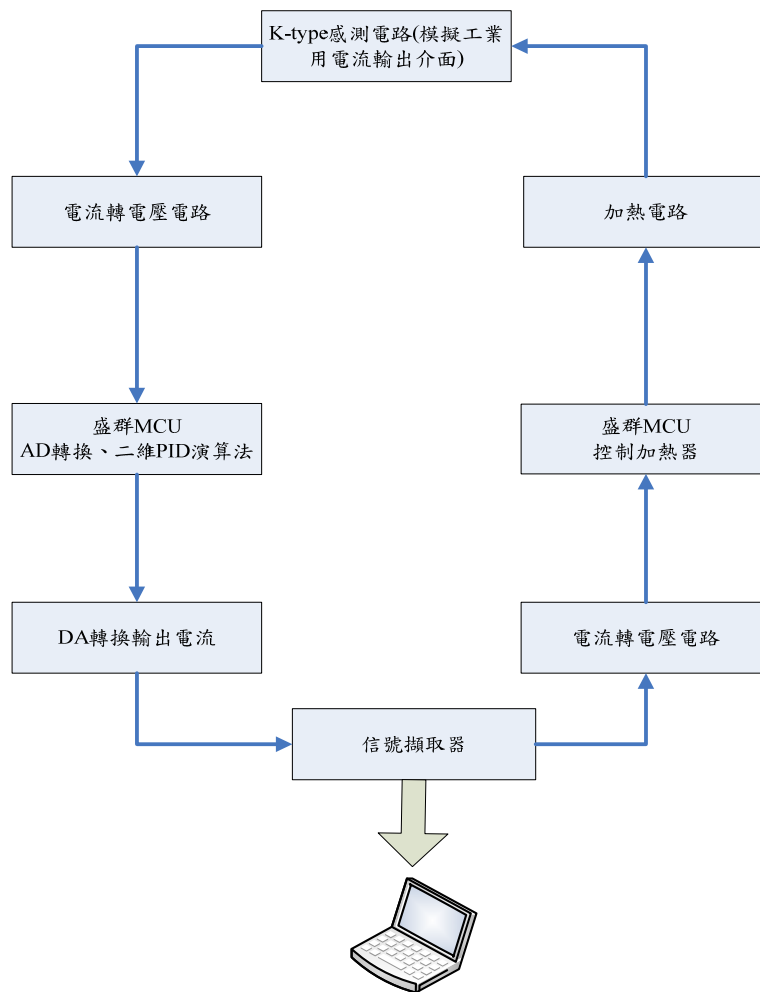 K-type感測電路(模擬工業
用電流輸出介面)
電流轉電壓電路
加熱電路
盛群MCU
AD轉換、二維PID演算法
盛群MCU
控制加熱器
DA轉換輸出電流
電流轉電壓電路
信號擷取器